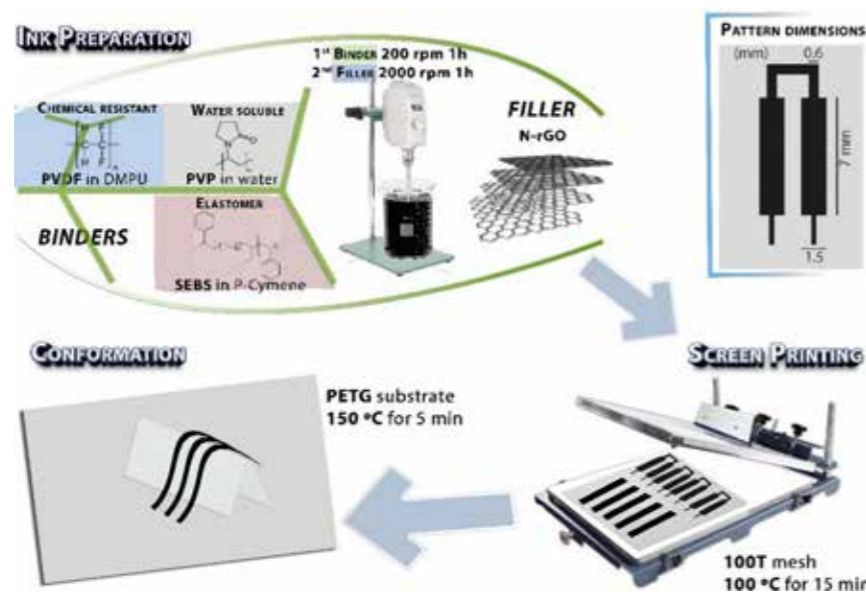 INK PREPARATION
1st BINDER 200 rpm 1h
2nd FILLER 2000 rpm 1h
CHEMICAL RESISTANT
H F
C C
H F
n
PVDF in DMPU
WATER SOLUBLE
N
O
n
PVP in water
FILLER
N-rGO
BINDERS
ELASTOMER
SEBS in P-Cymene
PATTERN DIMENSIONS
(mm)
0.6
7 mm
1.5
CONFORMATION
PETG substrate
150 ºC for 5 min
SCREEN PRINTING
100T mesh
100 ºC for 15 min